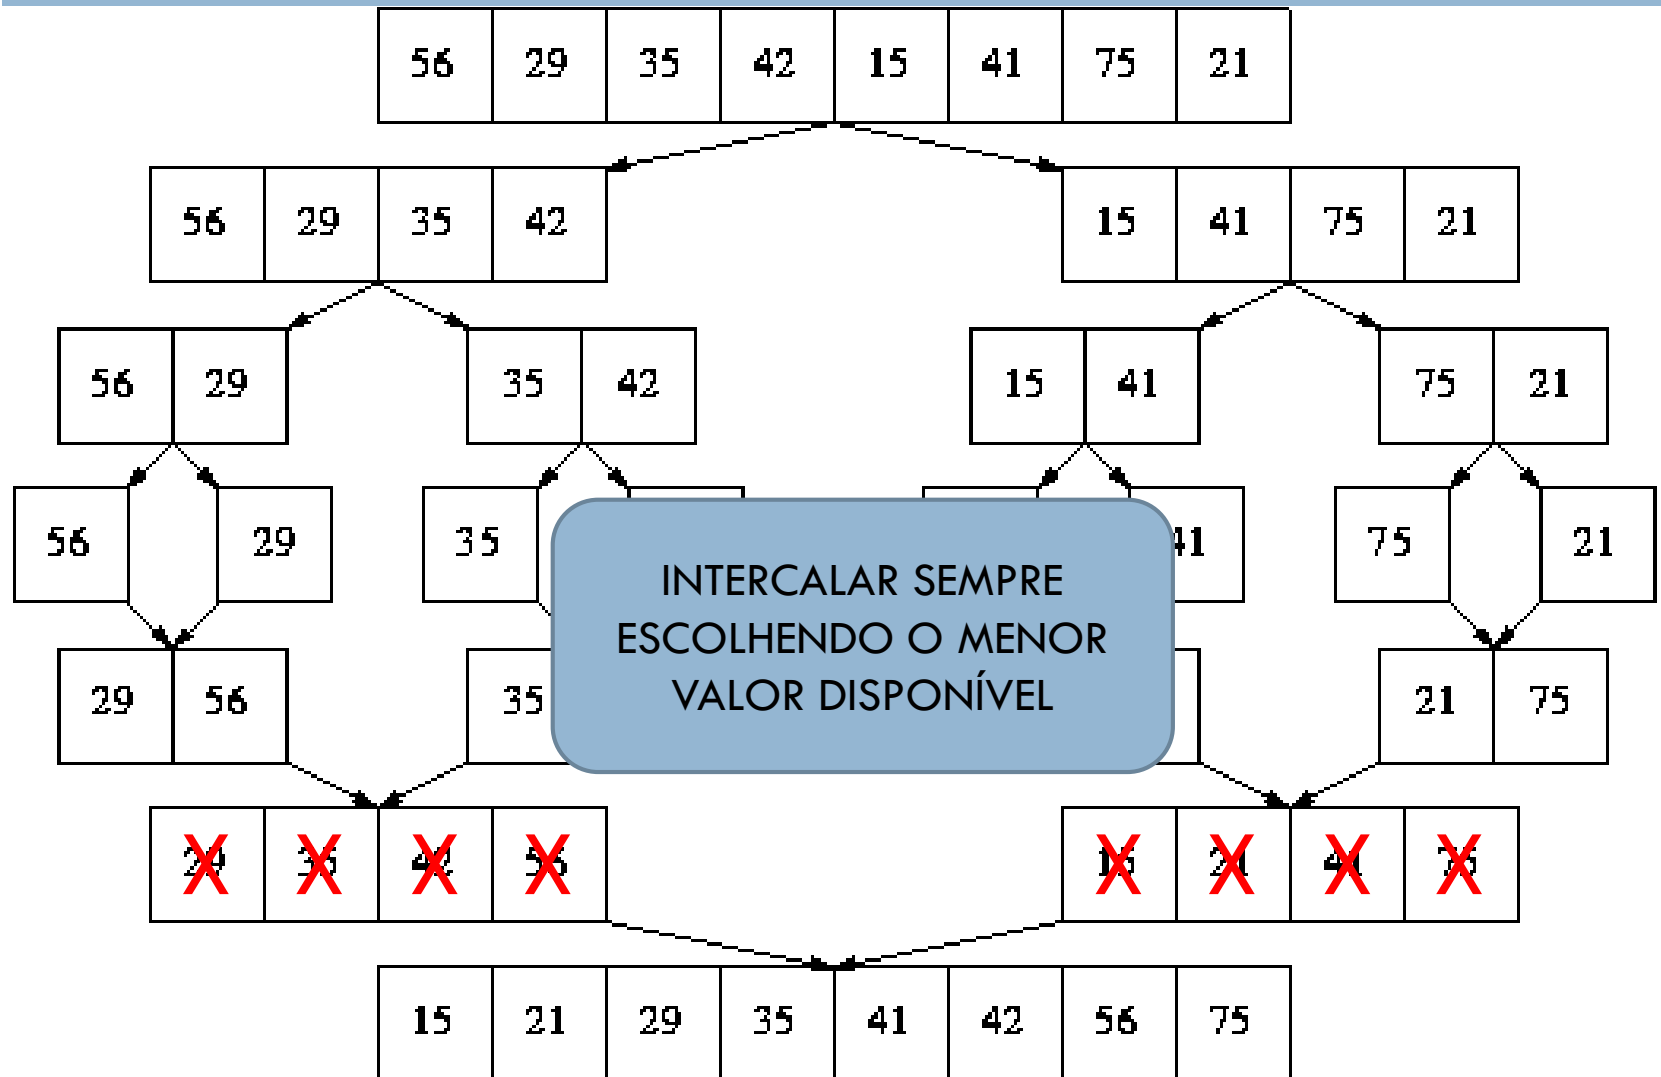 56 29 35 42 15 41 75 21
56 29 35 42 15 41 75 21
56 29 35 42 15 41 75 21
56 29 35 41 75 21
INTERCALAR SEMPRE
ESCOLHENDO O MENOR
VALOR DISPONÍVEL
29 56 35 21 75
X X X X X X X X
15 21 29 35 41 42 56 75